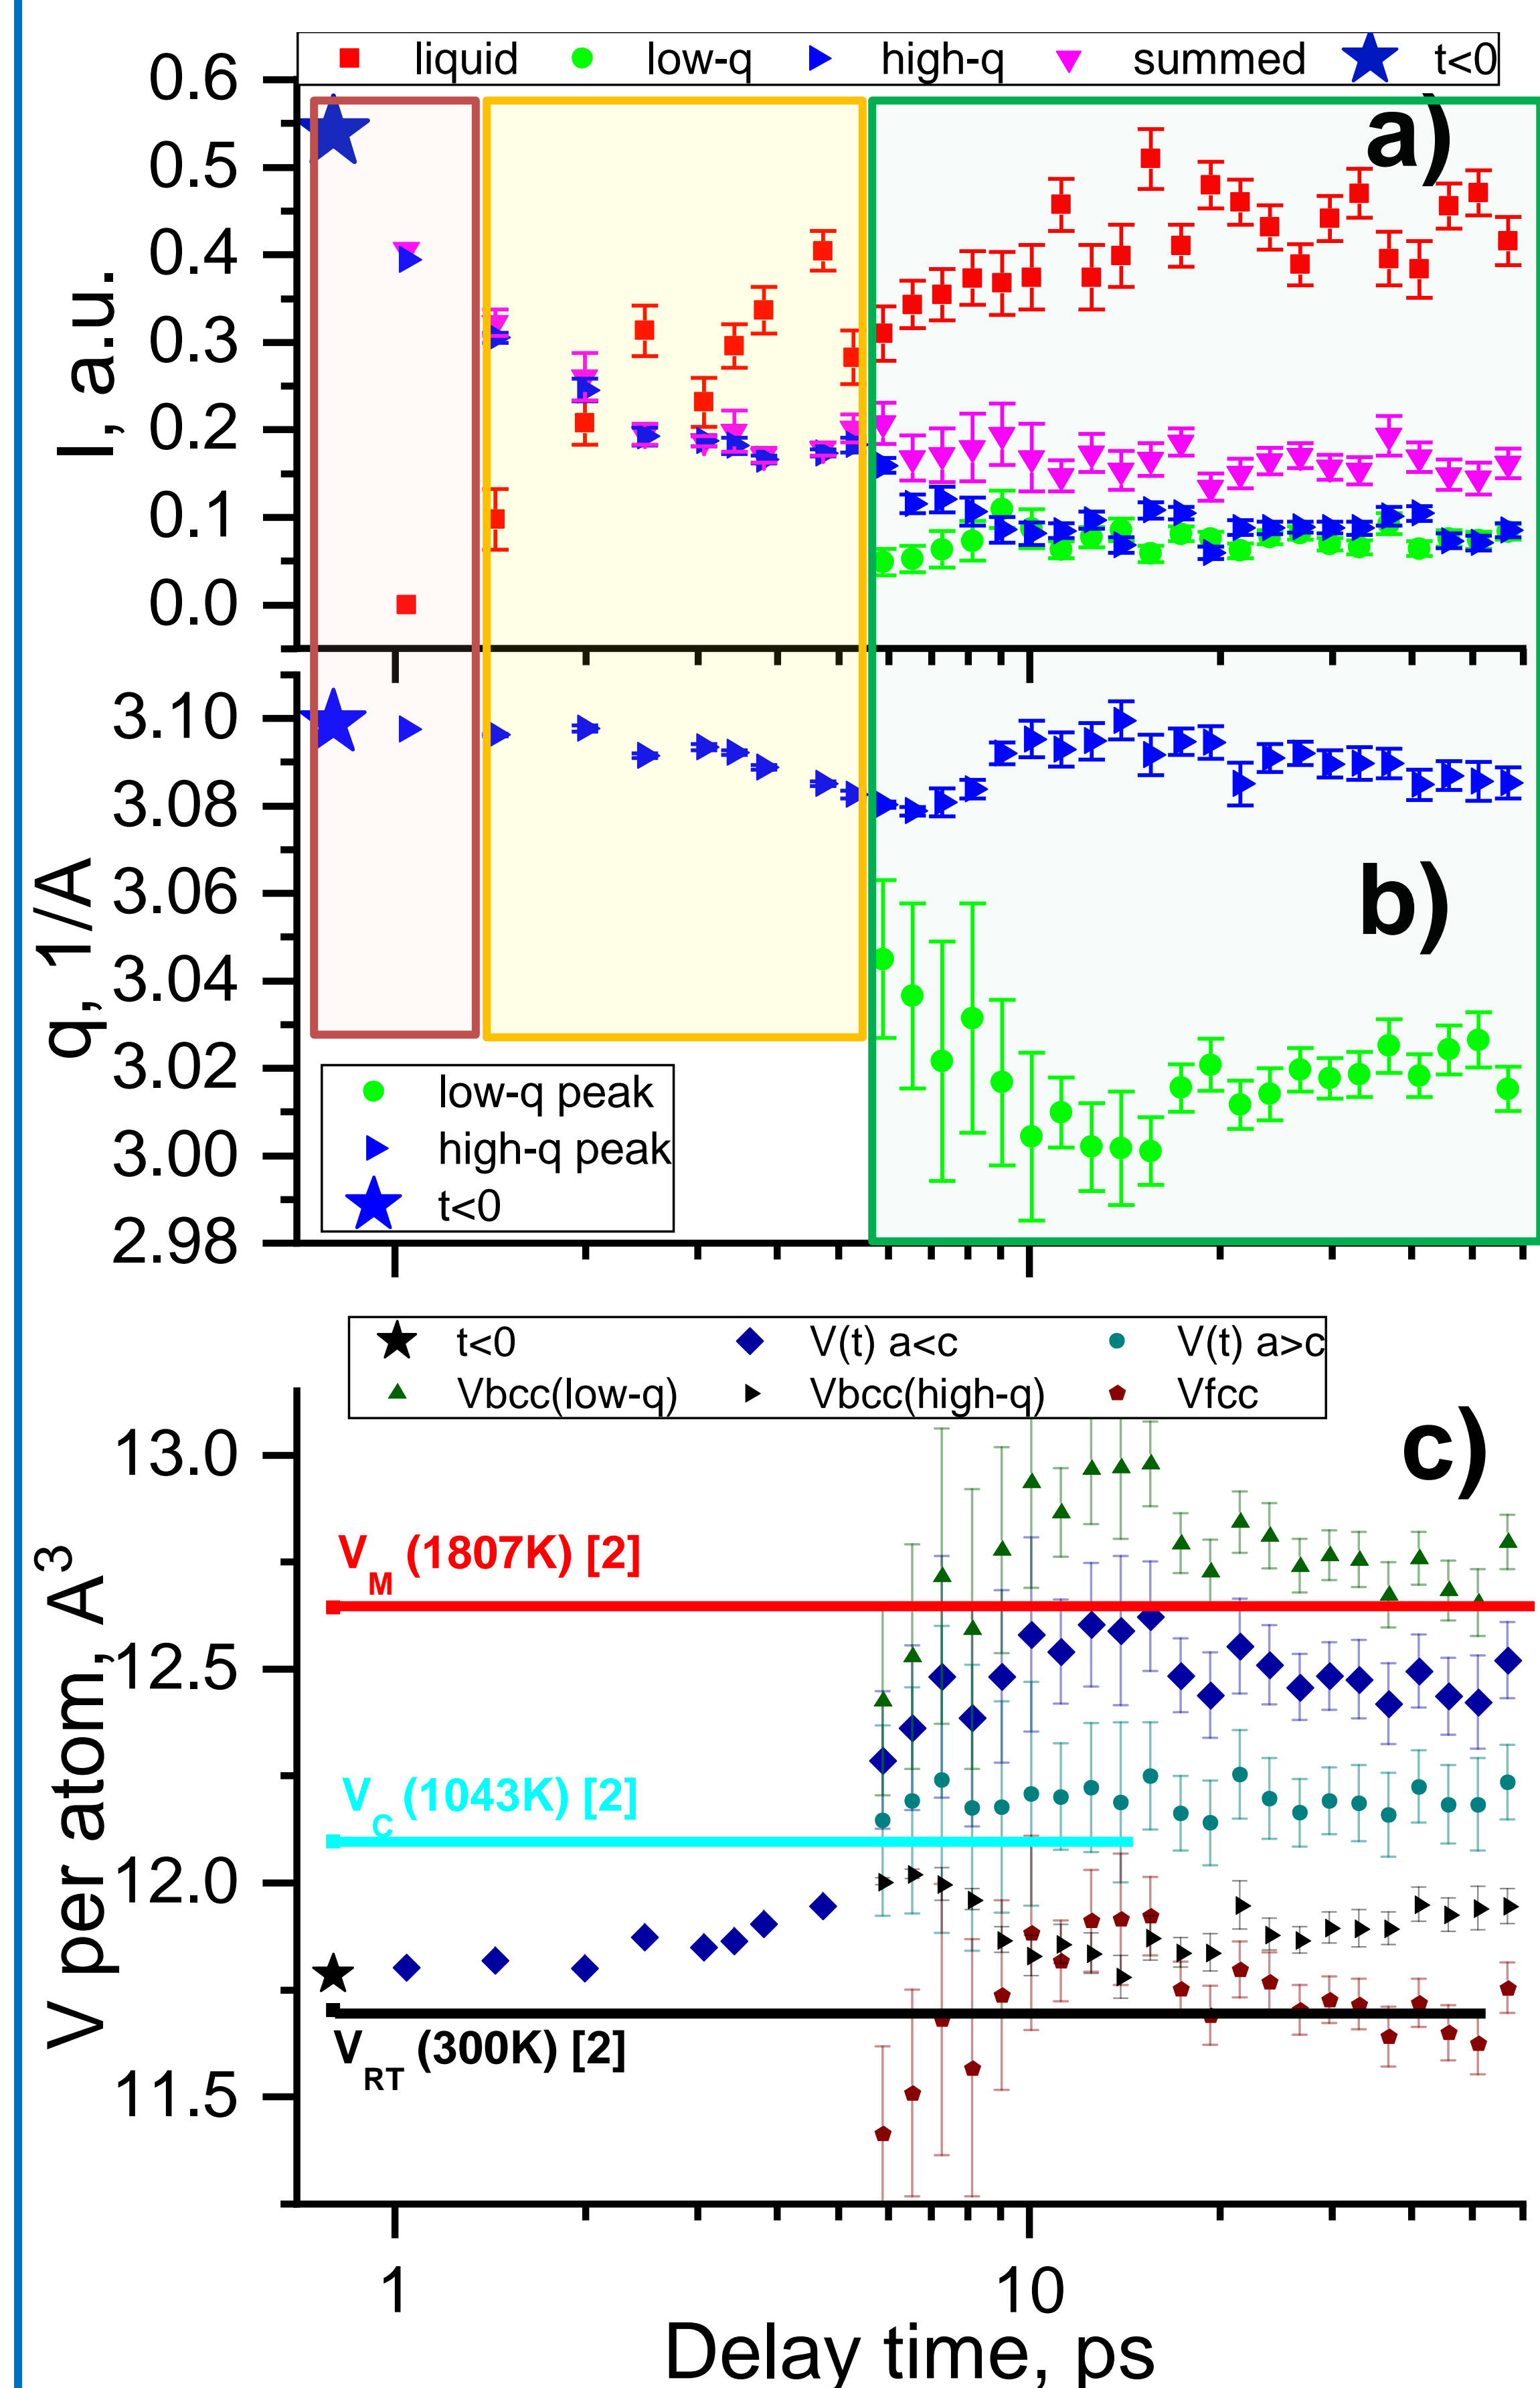 liquid low-q high-q summed t<0
a)
0.6
0.5
0.4
0.3
0.2
0.1
0.0
I, a.u.
b)
3.10
3.08
3.06
3.04
3.02
3.00
2.98
q, 1/A
low-q peak
high-q peak
t<0
t<0 V(t) a<c V(t) a>c
Vbcc(low-q) Vbcc(high-q) Vfcc
c)
13.0
12.5
12.0
11.5
V per atom, A³
V_M (1807K) [2]
V_C (1043K) [2]
V_RT (300K) [2]
1 10
Delay time, ps